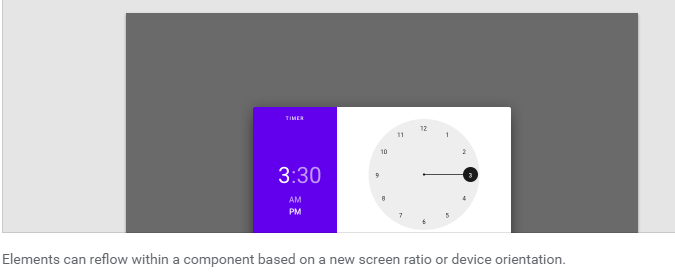 TIMER
3:30
AM
PM
12
11 1
10 2
9 3
8 4
7 5
6
Elements can reflow within a component based on a new screen ratio or device orientation.